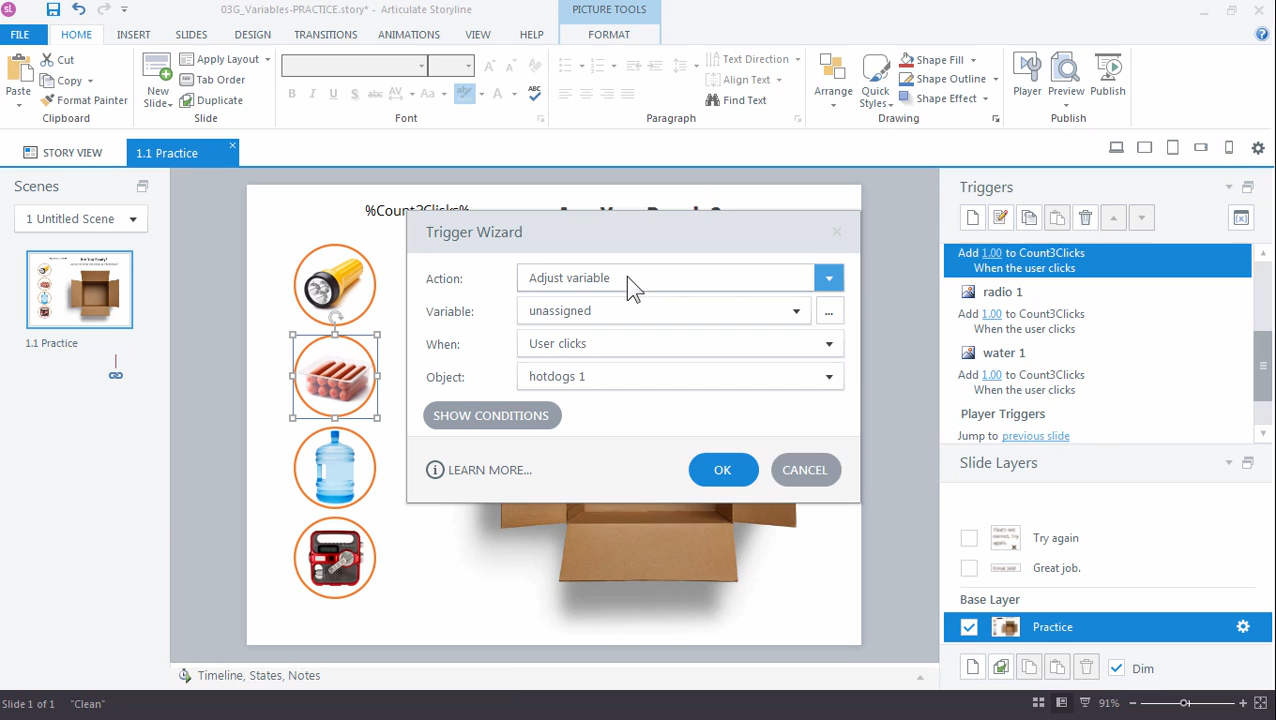 03G_Variables-PRACTICE.story* - Articulate Storyline
PICTURE TOOLS
FILE
HOME
INSERT
SLIDES
DESIGN
TRANSITIONS
ANIMATIONS
VIEW
HELP
FORMAT
Paste
Cut
Copy
Format Painter
Clipboard
New
Slide
Apply Layout
Tab Order
Duplicate
Slide
B I U S abc AV Aa A ABC
Font
Text Direction
Align Text
Find Text
Paragraph
Arrange
Quick
Styles
Shape Fill
Shape Outline
Shape Effect
Drawing
Player
Preview
Publish
Publish
STORY VIEW
1.1 Practice
Scenes
1 Untitled Scene
1.1 Practice
%Count3Clicks%
Trigger Wizard
Action:
Adjust variable
Variable:
unassigned
...
When:
User clicks
Object:
hotdogs 1
SHOW CONDITIONS
LEARN MORE...
OK
CANCEL
Triggers
Add 1.00 to Count3Clicks
When the user clicks
radio 1
Add 1.00 to Count3Clicks
When the user clicks
water 1
Add 1.00 to Count3Clicks
When the user clicks
Player Triggers
Jump to previous slide
Slide Layers
Try again
Great job.
Base Layer
Practice
Dim
Timeline, States, Notes
Slide 1 of 1
"Clean"
91%